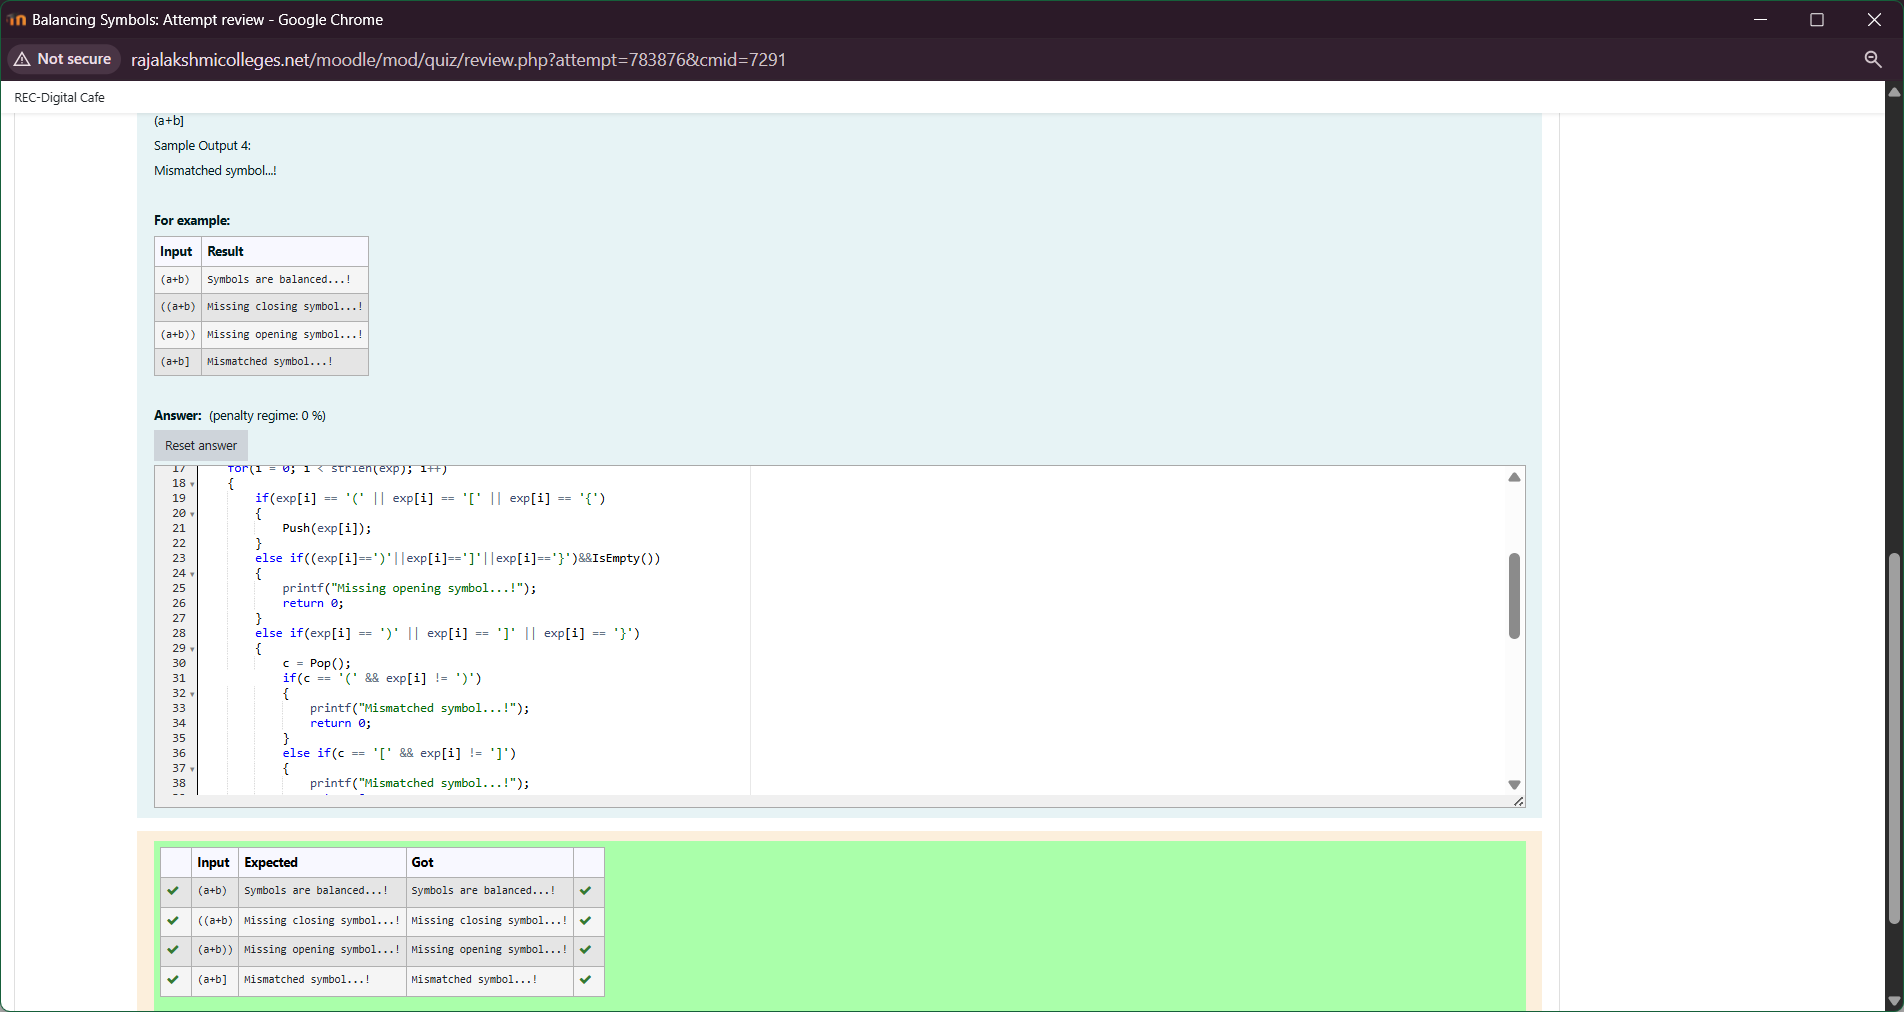 Balancing Symbols: Attempt review - Google Chrome
Not secure rajalakshmicolleges.net/moodle/mod/quiz/review.php?attempt=783876&cmid=7291
REC-Digital Cafe
(a+b]
Sample Output 4:
Mismatched symbol...!
For example:
Input Result
(a+b) Symbols are balanced...!
((a+b) Missing closing symbol...!
(a+b)) Missing opening symbol...!
(a+b] Mismatched symbol...!
Answer: (penalty regime: 0 %)
Reset answer
17 for(i = 0; i < strlen(exp); i++)
18 {
19 if(exp[i] == '(' || exp[i] == '[' || exp[i] == '{')
20 {
21 Push(exp[i]);
22 }
23 else if((exp[i]==')'||exp[i]==']'||exp[i]=='}')&&IsEmpty())
24 {
25 printf("Missing opening symbol...!");
26 return 0;
27 }
28 else if(exp[i] == ')' || exp[i] == ']' || exp[i] == '}')
29 {
30 c = Pop();
31 if(c == '(' && exp[i] != ')')
32 {
33 printf("Mismatched symbol...!");
34 return 0;
35 }
36 else if(c == '[' && exp[i] != ']')
37 {
38 printf("Mismatched symbol...!");
Input Expected Got
(a+b) Symbols are balanced...! Symbols are balanced...!
((a+b) Missing closing symbol...! Missing closing symbol...!
(a+b)) Missing opening symbol...! Missing opening symbol...!
(a+b] Mismatched symbol...! Mismatched symbol...!